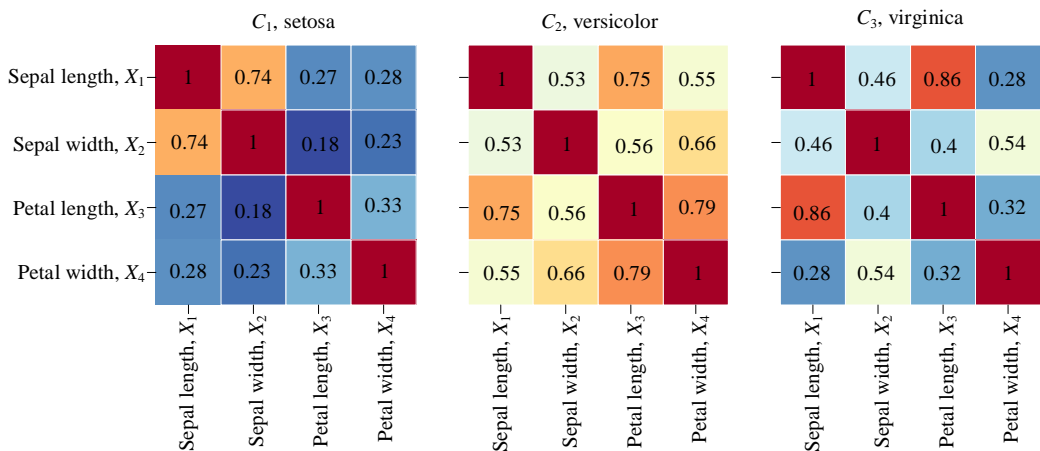 C1, setosa
C2, versicolor
C3, virginica
Sepal length, X1
1 0.74 0.27 0.28
1 0.53 0.75 0.55
1 0.46 0.86 0.28
Sepal width, X2
0.74 1 0.18 0.23
0.53 1 0.56 0.66
0.46 1 0.4 0.54
Petal length, X3
0.27 0.18 1 0.33
0.75 0.56 1 0.79
0.86 0.4 1 0.32
Petal width, X4
0.28 0.23 0.33 1
0.55 0.66 0.79 1
0.28 0.54 0.32 1
Sepal length, X1
Sepal width, X2
Petal length, X3
Petal width, X4
Sepal length, X1
Sepal width, X2
Petal length, X3
Petal width, X4
Sepal length, X1
Sepal width, X2
Petal length, X3
Petal width, X4